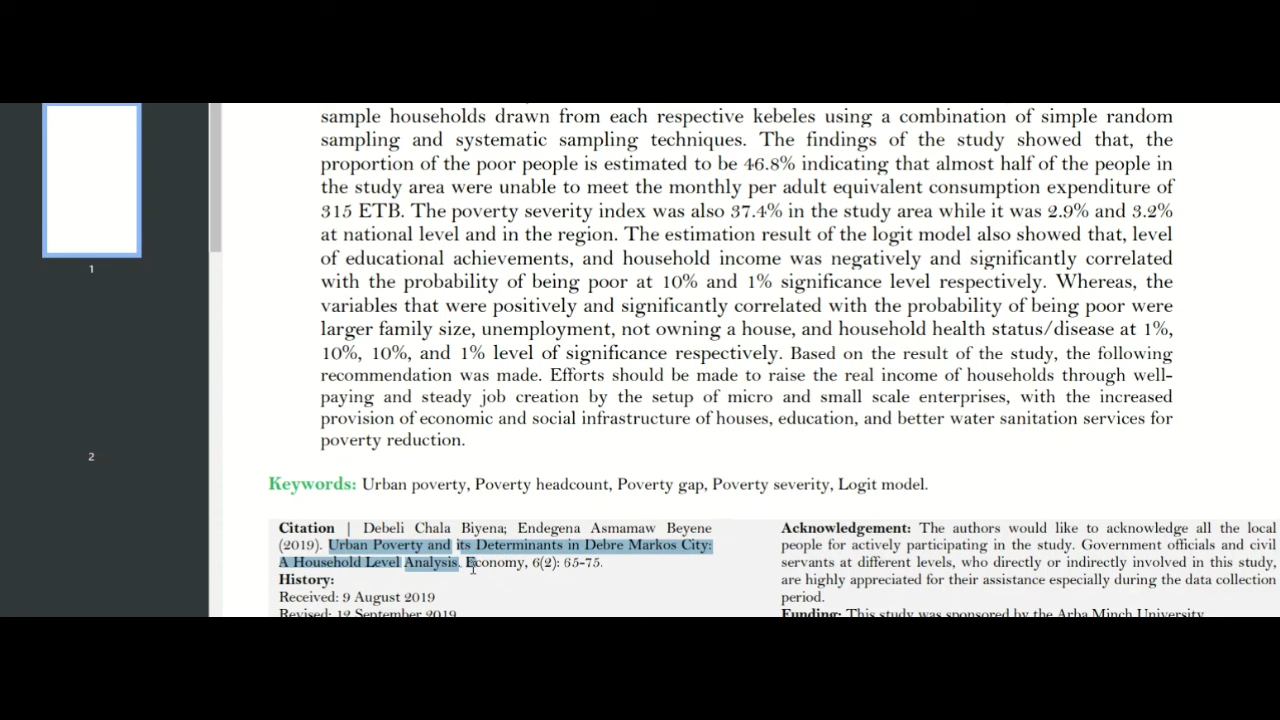 sample households drawn from each respective kebeles using a combination of simple random
sampling and systematic sampling techniques. The findings of the study showed that, the
proportion of the poor people is estimated to be 46.8% indicating that almost half of the people in
the study area were unable to meet the monthly per adult equivalent consumption expenditure of
315 ETB. The poverty severity index was also 37.4% in the study area while it was 2.9% and 3.2%
at national level and in the region. The estimation result of the logit model also showed that, level
of educational achievements, and household income was negatively and significantly correlated
with the probability of being poor at 10% and 1% significance level respectively. Whereas, the
variables that were positively and significantly correlated with the probability of being poor were
larger family size, unemployment, not owning a house, and household health status/disease at 1%,
10%, 10%, and 1% level of significance respectively. Based on the result of the study, the following
recommendation was made. Efforts should be made to raise the real income of households through well-
paying and steady job creation by the setup of micro and small scale enterprises, with the increased
provision of economic and social infrastructure of houses, education, and better water sanitation services for
poverty reduction.
Keywords: Urban poverty, Poverty headcount, Poverty gap, Poverty severity, Logit model.
Citation | Debeli Chala Biyena; Endegena Asmamaw Beyene
(2019). Urban Poverty and its Determinants in Debre Markos City:
A Household Level Analysis. Economy, 6(2): 65-75.
History:
Received: 9 August 2019
Revised: 12 September 2019
Acknowledgement: The authors would like to acknowledge all the local
people for actively participating in the study. Government officials and civil
servants at different levels, who directly or indirectly involved in this study,
are highly appreciated for their assistance especially during the data collection
period.
Funding: This study was sponsored by the Arba Minch University
1
2